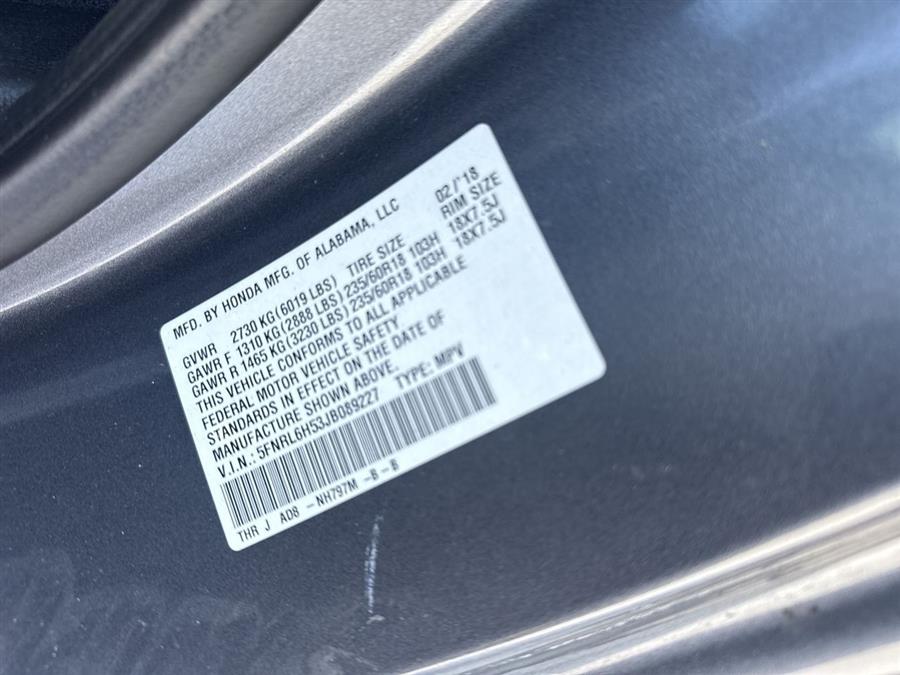 MFD. BY HONDA MFG. OF ALABAMA, LLC 02/'18
GVWR 2730 KG (6019 LBS) TIRE SIZE RIM SIZE
GAWR F 1310 KG (2888 LBS) 235/60R18 103H 18X7.5J
GAWR R 1465 KG (3230 LBS) 235/60R18 103H 18X7.5J
THIS VEHICLE CONFORMS TO ALL APPLICABLE
FEDERAL MOTOR VEHICLE SAFETY
STANDARDS IN EFFECT ON THE DATE OF
MANUFACTURE SHOWN ABOVE.
V.I.N.: 5FNRL6H53JB089227 TYPE: MPV
THR J A08 -NH797M -B-B